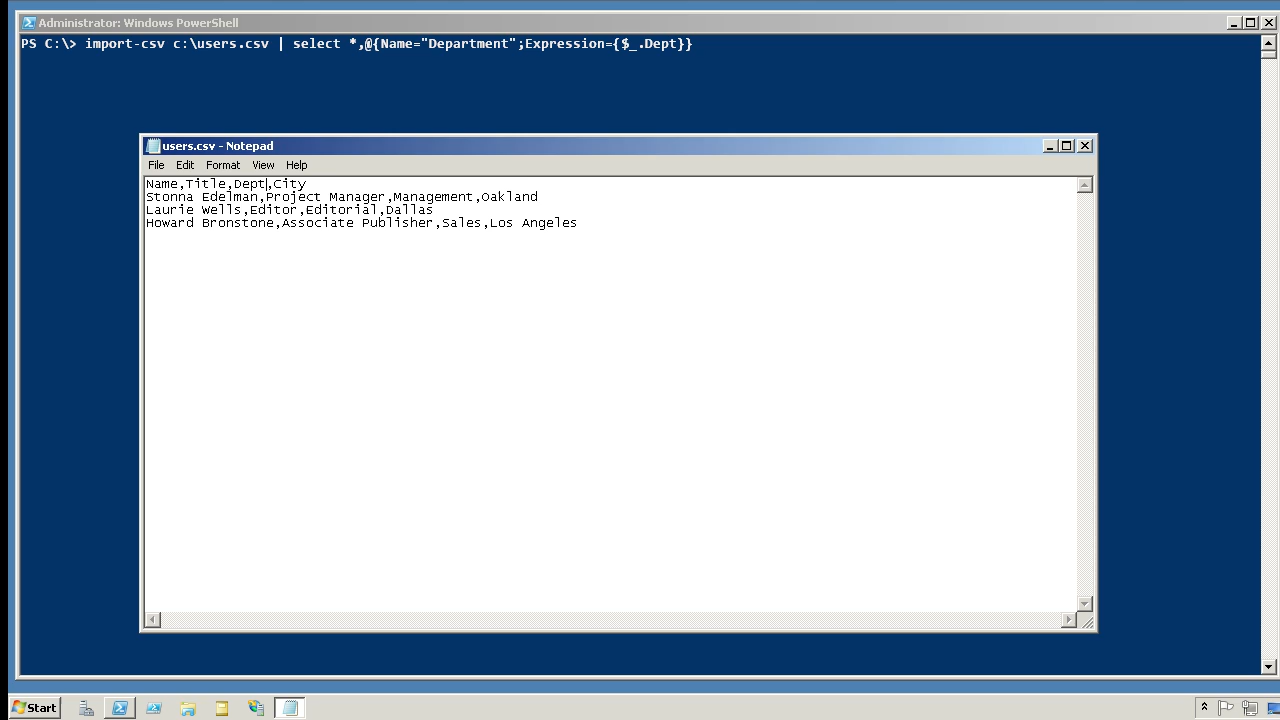 Administrator: Windows PowerShell
PS C:\> import-csv c:\users.csv | select *,@{Name="Department";Expression={$_.Dept}}
users.csv - Notepad
File Edit Format View Help
Name,Title,Dept,City
Stonna Edelman,Project Manager,Management,Oakland
Laurie Wells,Editor,Editorial,Dallas
Howard Bronstone,Associate Publisher,Sales,Los Angeles
Start